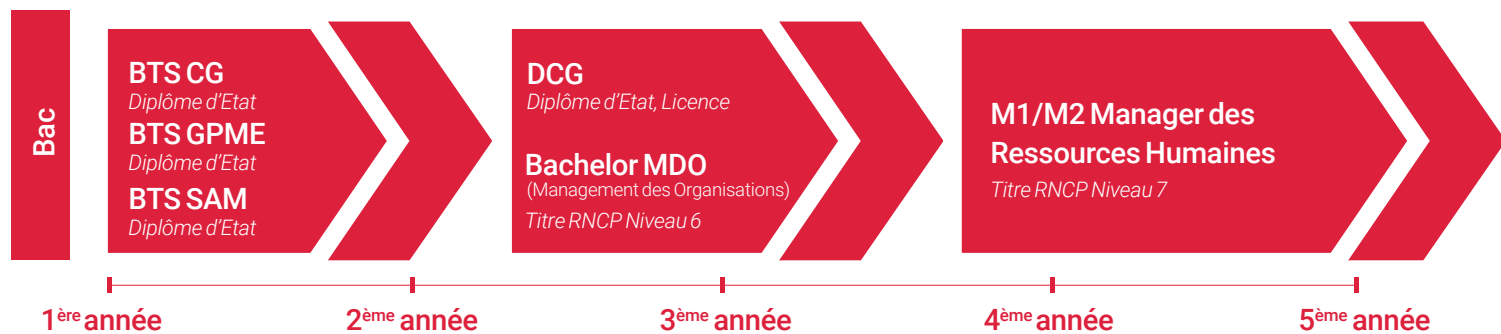 Bac
BTS CG
Diplôme d'Etat
BTS GPME
Diplôme d'Etat
BTS SAM
Diplôme d'Etat
DCG
Diplôme d'Etat, Licence
Bachelor MDO
(Management des Organisations)
Titre RNCP Niveau 6
M1/M2 Manager des
Ressources Humaines
Titre RNCP Niveau 7
1ère année
2ème année
3ème année
4ème année
5ème année